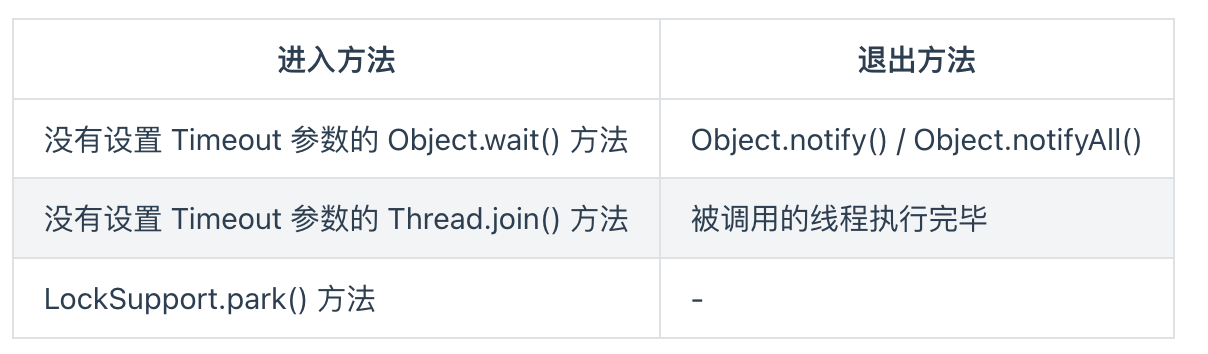 进入方法 退出方法
没有设置 Timeout 参数的 Object.wait() 方法 Object.notify() / Object.notifyAll()
没有设置 Timeout 参数的 Thread.join() 方法 被调用的线程执行完毕
LockSupport.park() 方法 -